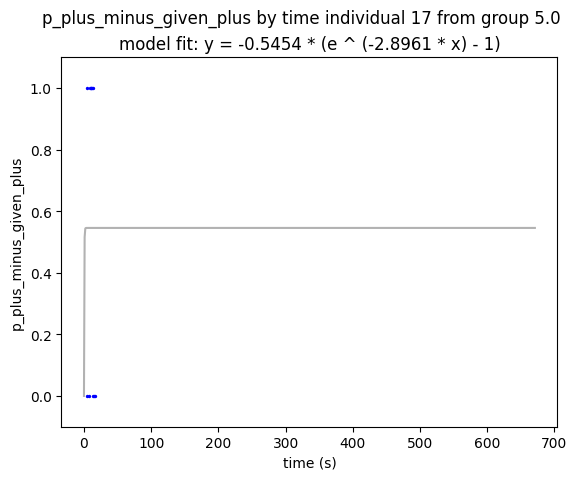 p_plus_minus_given_plus by time individual 17 from group 5.0
model fit: y = -0.5454 * (e ^ (-2.8961 * x) - 1)
1.0
0.8
0.6
0.4
0.2
0.0
p_plus_minus_given_plus
0 100 200 300 400 500 600 700
time (s)